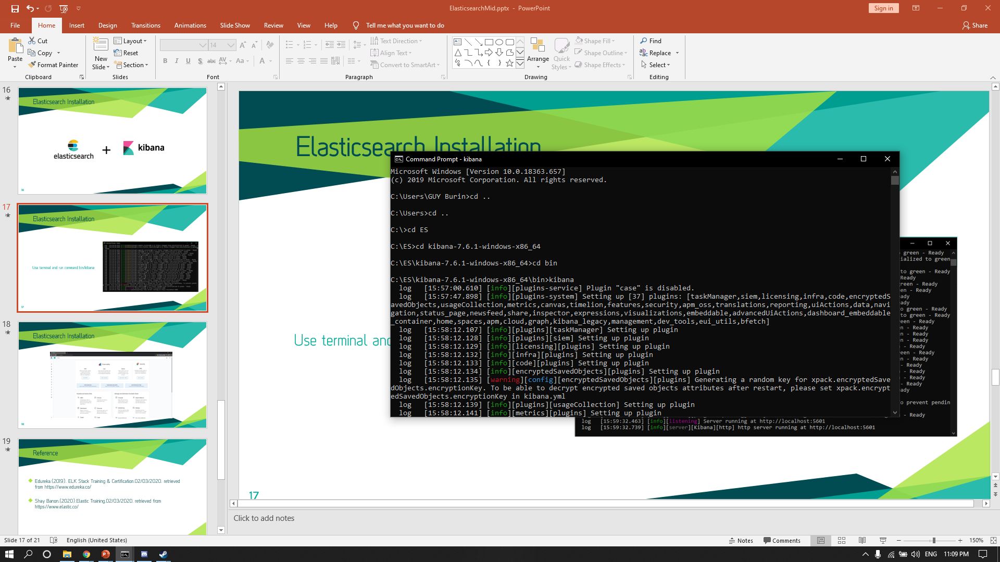 ElasticsearchMid.pptx - PowerPoint
Sign in
File Home Insert Design Transitions Animations Slide Show Review View Help Tell me what you want to do Share
Paste
Cut
Copy
Format Painter
Clipboard
New Slide
Layout
Reset
Section
Slides
14
B I U S abc AV Aa A
Font
Text Direction
Align Text
Convert to SmartArt
Paragraph
Arrange
Quick Styles
Shape Fill
Shape Outline
Shape Effects
Drawing
Find
Replace
Select
Editing
16
Elasticsearch Installation
elasticsearch + kibana
17
Elasticsearch Installation
Use terminal and run command bin/kibana
17
18
Elasticsearch Installation
19
Reference
Edureka.(2019). ELK Stack Training & Certification.02/03/2020. retrieved
from https://www.edureka.co/
Shay Banon.(2020).Elastic Training.02/03/2020. retrieved from
https://www.elastic.co/
Elasticsearch Installation
Use terminal and
17
Command Prompt - kibana
Microsoft Windows [Version 10.0.18363.657]
(c) 2019 Microsoft Corporation. All rights reserved.
C:\Users\GUY Burin>cd ..
C:\Users>cd ..
C:\>cd ES
C:\ES>cd kibana-7.6.1-windows-x86_64
C:\ES\kibana-7.6.1-windows-x86_64>cd bin
C:\ES\kibana-7.6.1-windows-x86_64\bin>kibana
log [15:57:00.610] [info][plugins-service] Plugin "case" is disabled.
log [15:57:47.898] [info][plugins-system] Setting up [37] plugins: [taskManager,siem,licensing,infra,code,encryptedS
avedObjects,usageCollection,metrics,canvas,timelion,features,security,apm_oss,translations,reporting,uiActions,data,navi
gation,status_page,newsfeed,share,inspector,expressions,visualizations,embeddable,advancedUiActions,dashboard_embeddable
_container,home,spaces,apm,cloud,graph,kibana_legacy,management,dev_tools,eui_utils,bfetch]
log [15:58:12.107] [info][plugins][taskManager] Setting up plugin
log [15:58:12.128] [info][plugins][siem] Setting up plugin
log [15:58:12.129] [info][licensing][plugins] Setting up plugin
log [15:58:12.132] [info][infra][plugins] Setting up plugin
log [15:58:12.133] [info][code][plugins] Setting up plugin
log [15:58:12.134] [info][encryptedSavedObjects][plugins] Setting up plugin
log [15:58:12.135] [warning][config][encryptedSavedObjects][plugins] Generating a random key for xpack.encryptedSave
dObjects.encryptionKey. To be able to decrypt encrypted saved objects attributes after restart, please set xpack.encrypt
edSavedObjects.encryptionKey in kibana.yml
log [15:58:12.139] [info][plugins][usageCollection] Setting up plugin
log [15:58:12.141] [info][metrics][plugins] Setting up plugin
green - Ready
ialized to green
to green - Ready
Ready
reen - Ready
n - Ready
- Ready
ady
o green - Ready
to green - Ready
- Ready
en - Ready
n - Ready
- Ready
n - Ready
- Ready
- Ready
- Ready
n - Ready
- Ready
n - Ready
eady
o prevent pendin
- Ready
log [15:59:32.463] [info][listening] Server running at http://localhost:5601
log [15:59:32.739] [info][server][Kibana][http] http server running at http://localhost:5601
Click to add notes
Slide 17 of 21 English (United States) Notes Comments 150%
ENG 11:09 PM